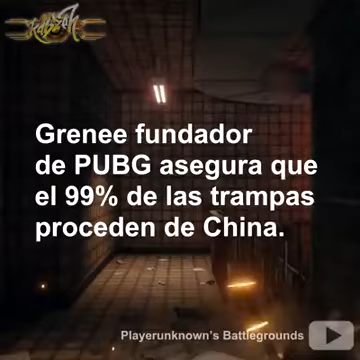 Grenee fundador
de PUBG asegura que
el 99% de las trampas
proceden de China.
Playerunknown's Battlegrounds